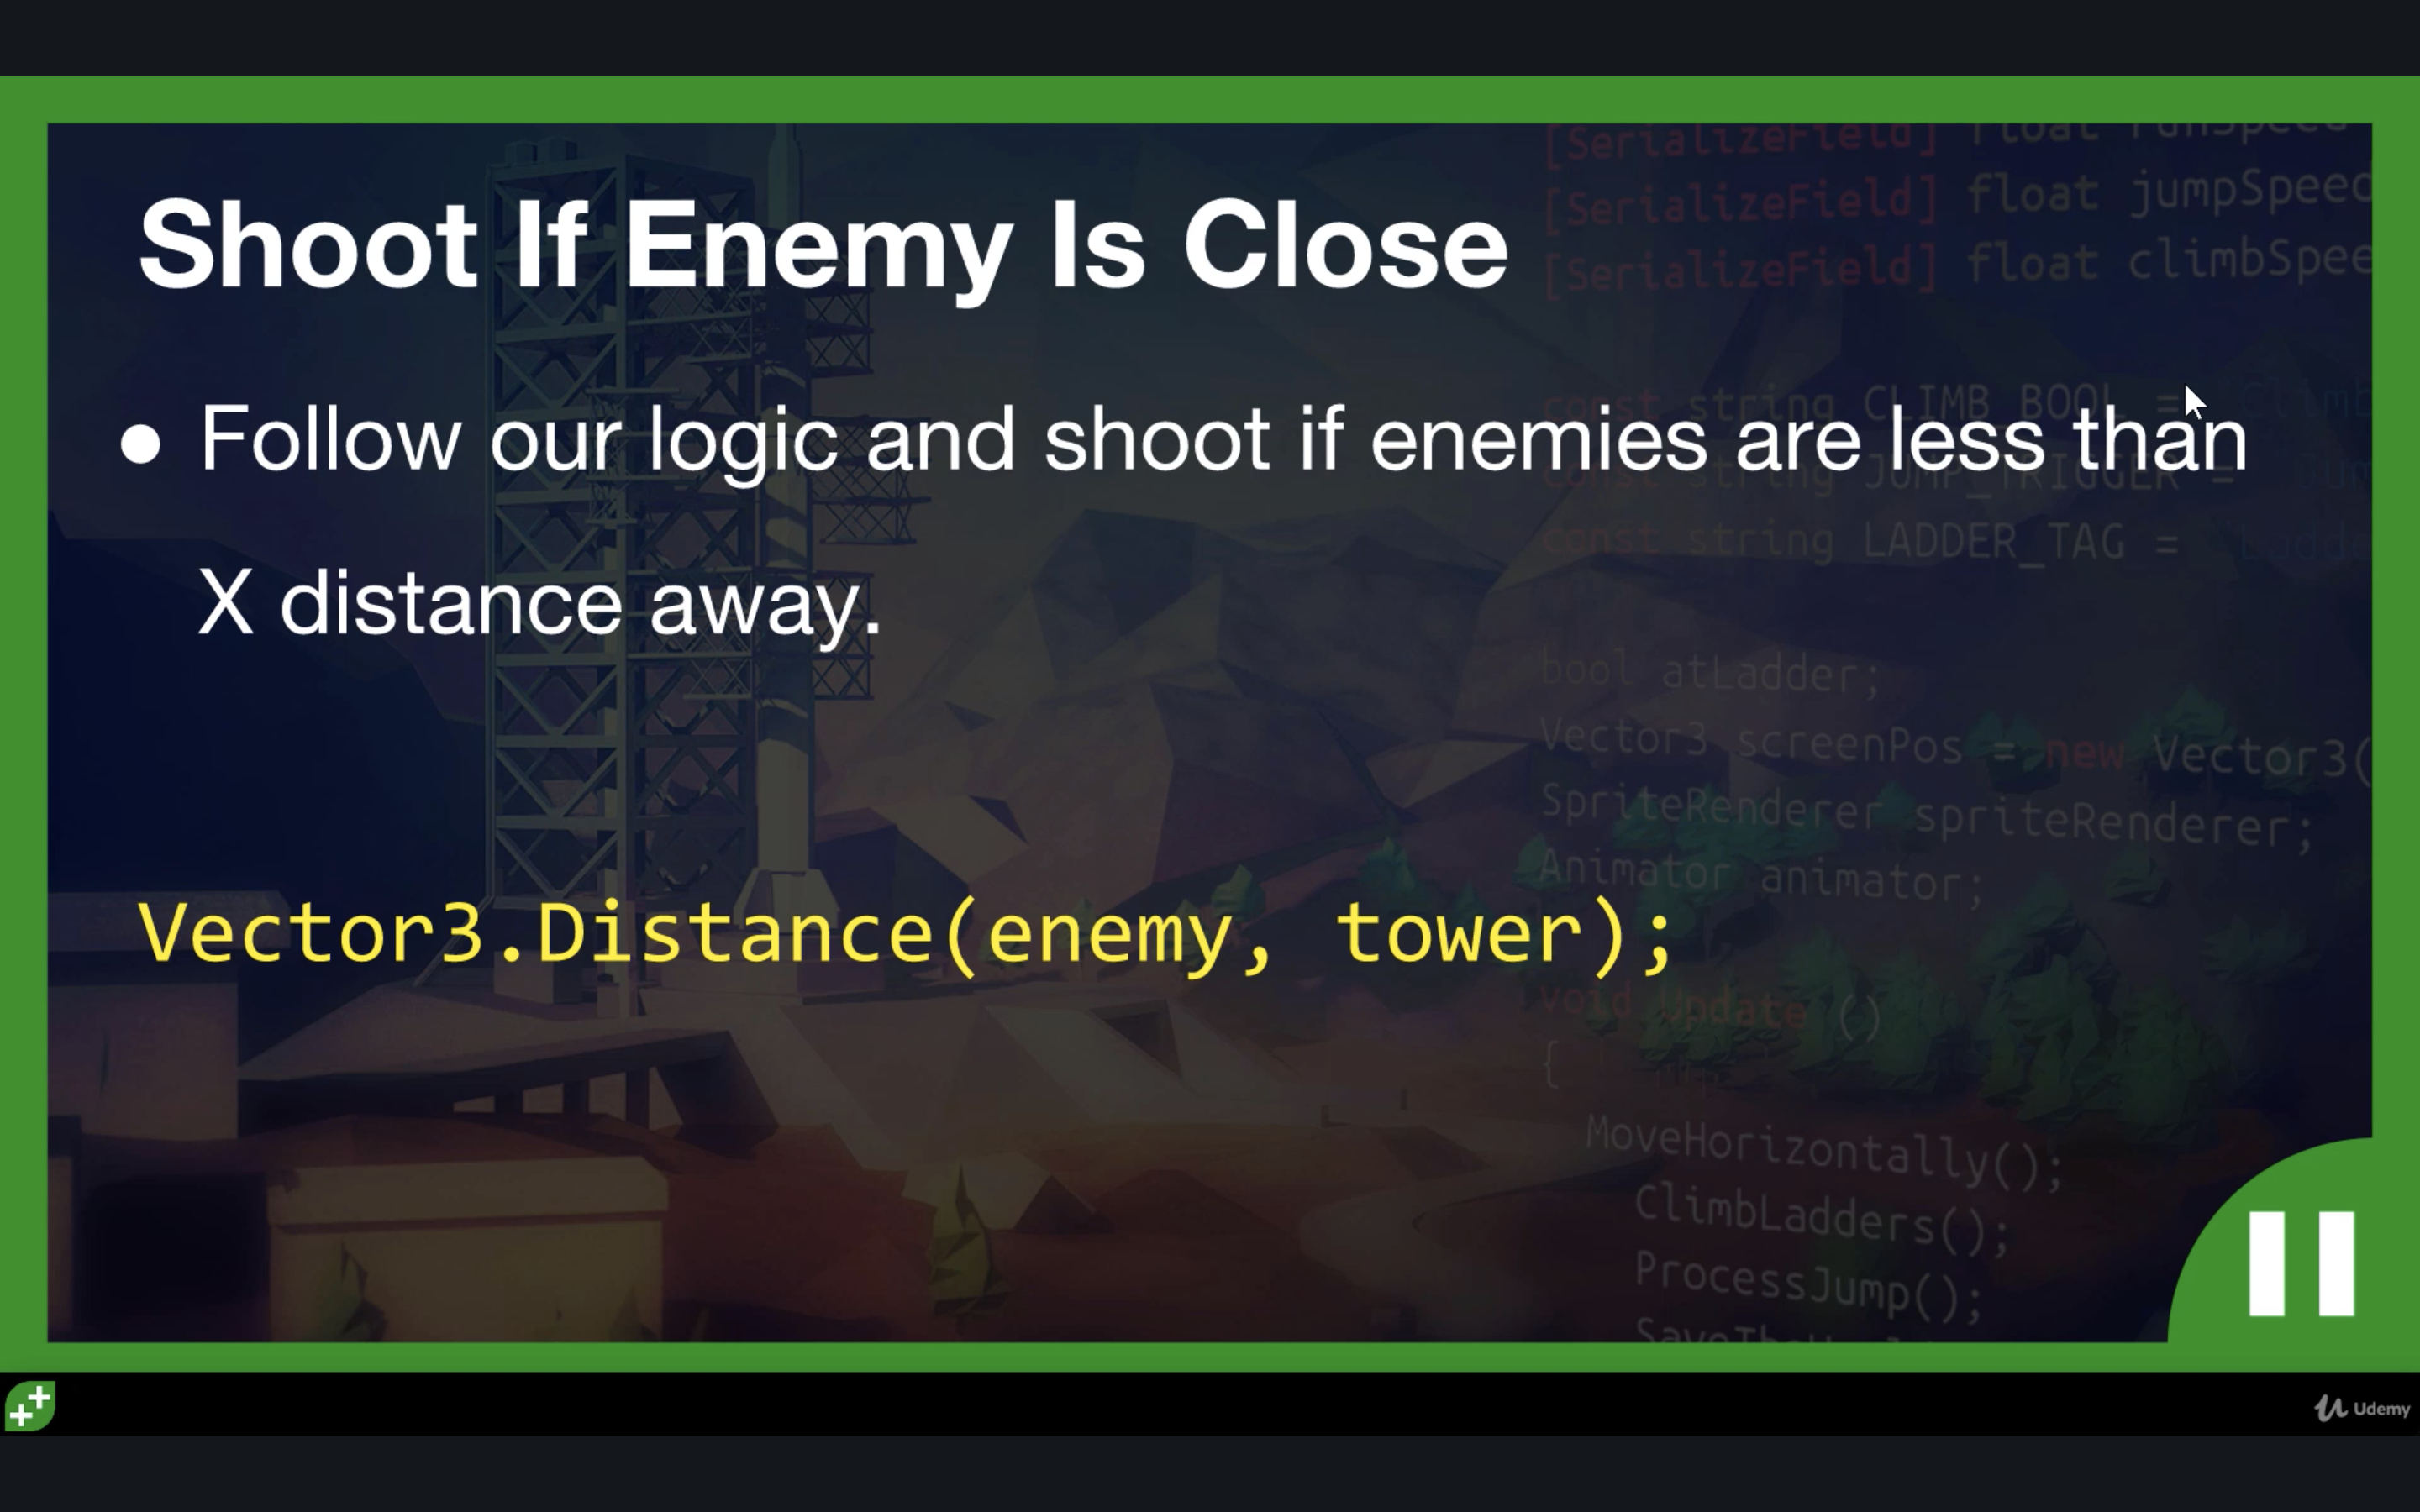 [SerializeField] float runSpeed
[SerializeField] float jumpSpeed
[SerializeField] float climbSpee
Shoot If Enemy Is Close
const string CLIMB_BOOL = Climb
● Follow our logic and shoot if enemies are less than
const string JUMP_TRIGGER = Jum
const string LADDER_TAG = Ladde
X distance away.
bool atLadder;
Vector3 screenPos = new Vector3(
SpriteRenderer spriteRenderer;
Animator animator;
Vector3.Distance(enemy, tower);
void Update ()
{
MoveHorizontally();
ClimbLadders();
ProcessJump();
Udemy